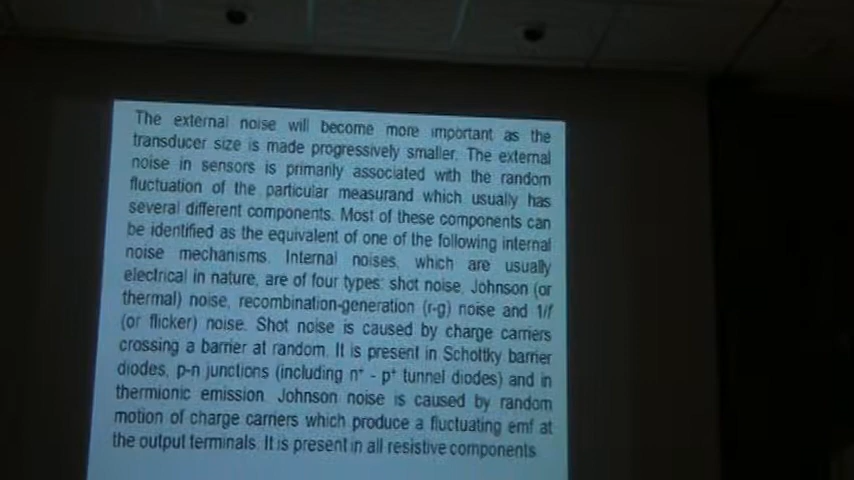 The external noise will become more important as the
transducer size is made progressively smaller. The external
noise in sensors is primarily associated with the random
fluctuation of the particular measurand which usually has
several different components. Most of these components can
be identified as the equivalent of one of the following internal
noise mechanisms. Internal noises, which are usually
electrical in nature, are of four types: shot noise, Johnson (or
thermal) noise, recombination-generation (r-g) noise and 1/f
(or flicker) noise. Shot noise is caused by charge carriers
crossing a barrier at random. It is present in Schottky barrier
diodes, p-n junctions (including n⁺ - p⁺ tunnel diodes) and in
thermionic emission. Johnson noise is caused by random
motion of charge carriers which produce a fluctuating emf at
the output terminals. It is present in all resistive components.